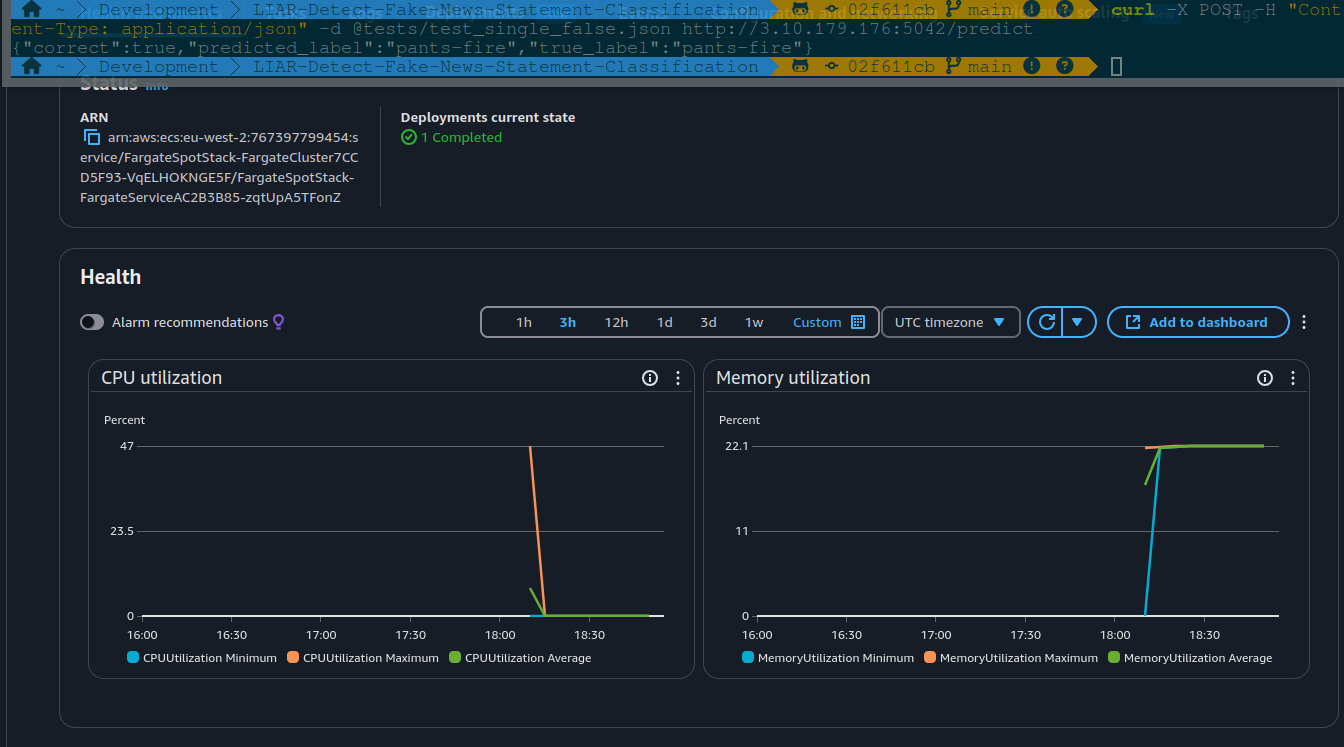 ~ Development LIAR-Detect-Fake-News-Statement-Classification 02f611cb main ! ? curl -X POST -H "Cont
ent-Type: application/json" -d @tests/test_single_false.json http://3.10.179.176:5042/predict
{"correct":true,"predicted_label":"pants-fire","true_label":"pants-fire"}
~ Development LIAR-Detect-Fake-News-Statement-Classification 02f611cb main ! ?
Status Info
ARN
arn:aws:ecs:eu-west-2:767397799454:s
ervice/FargateSpotStack-FargateCluster7CC
D5F93-VqELHOKNGE5F/FargateSpotStack-
FargateServiceAC2B3B85-zqtUpA5TFonZ
Deployments current state
1 Completed
Health
Alarm recommendations
1h 3h 12h 1d 3d 1w Custom
UTC timezone
Add to dashboard
CPU utilization
Percent
47
23.5
0
16:00 16:30 17:00 17:30 18:00 18:30
CPUUtilization Minimum CPUUtilization Maximum CPUUtilization Average
Memory utilization
Percent
22.1
11
0
16:00 16:30 17:00 17:30 18:00 18:30
MemoryUtilization Minimum MemoryUtilization Maximum MemoryUtilization Average